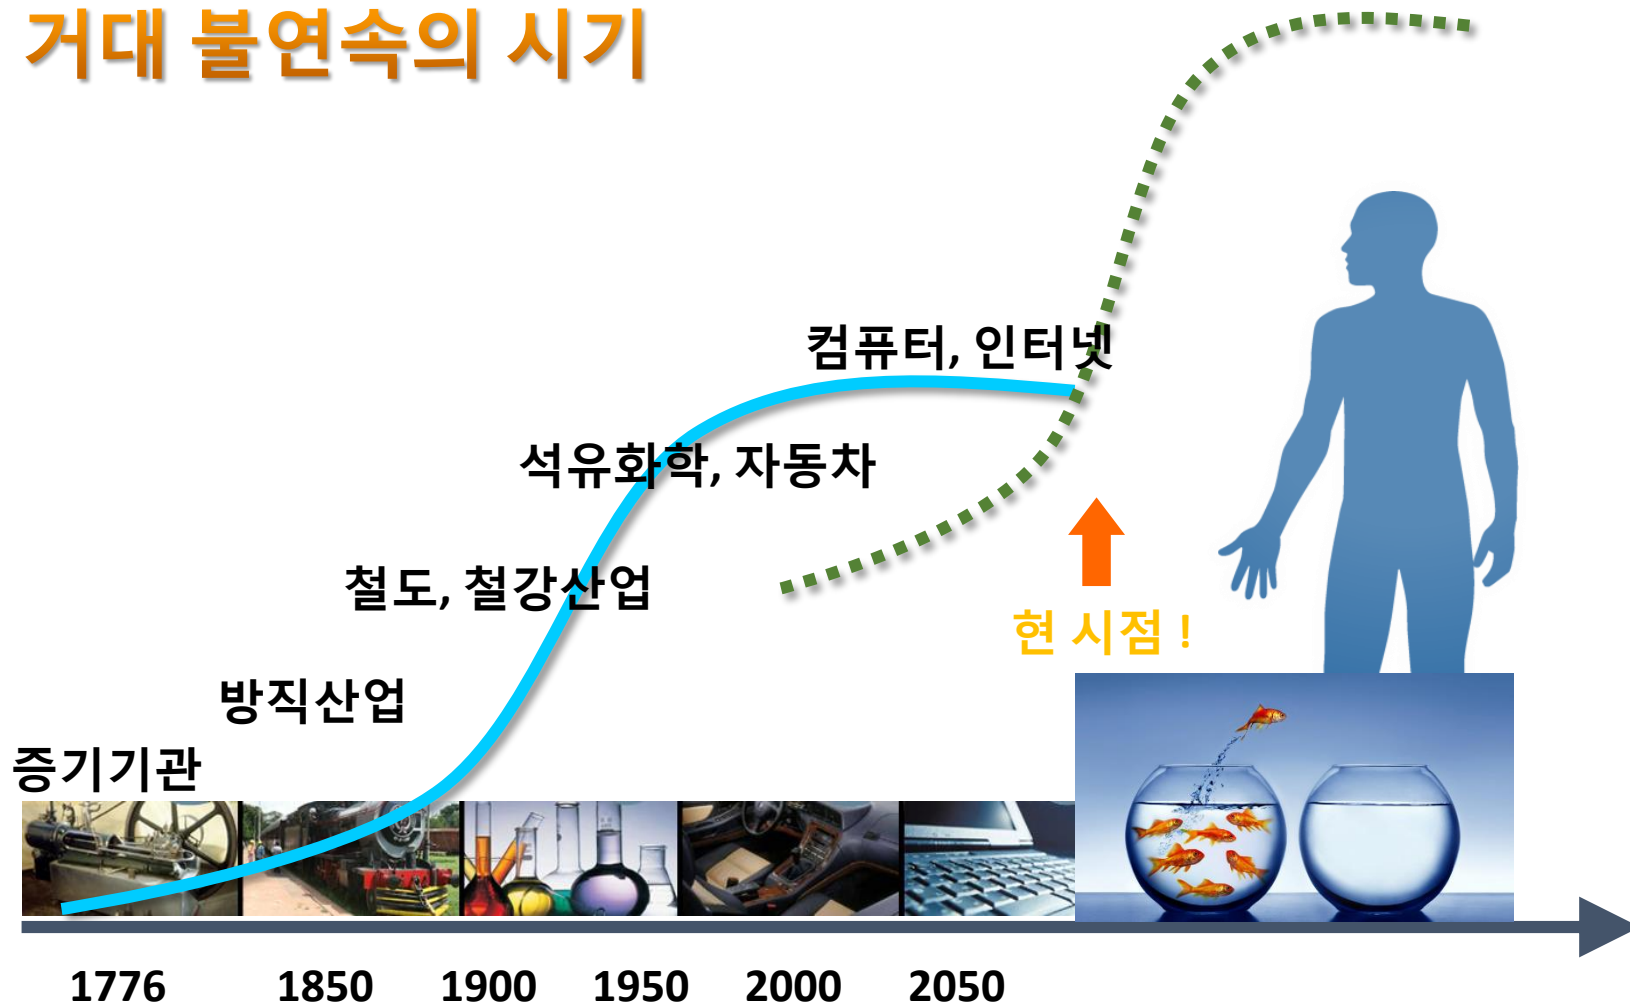 거대 불연속의 시기
컴퓨터, 인터넷
석유화학, 자동차
철도, 철강산업
현 시점 !
방직산업
증기기관
1776 1850 1900 1950 2000 2050